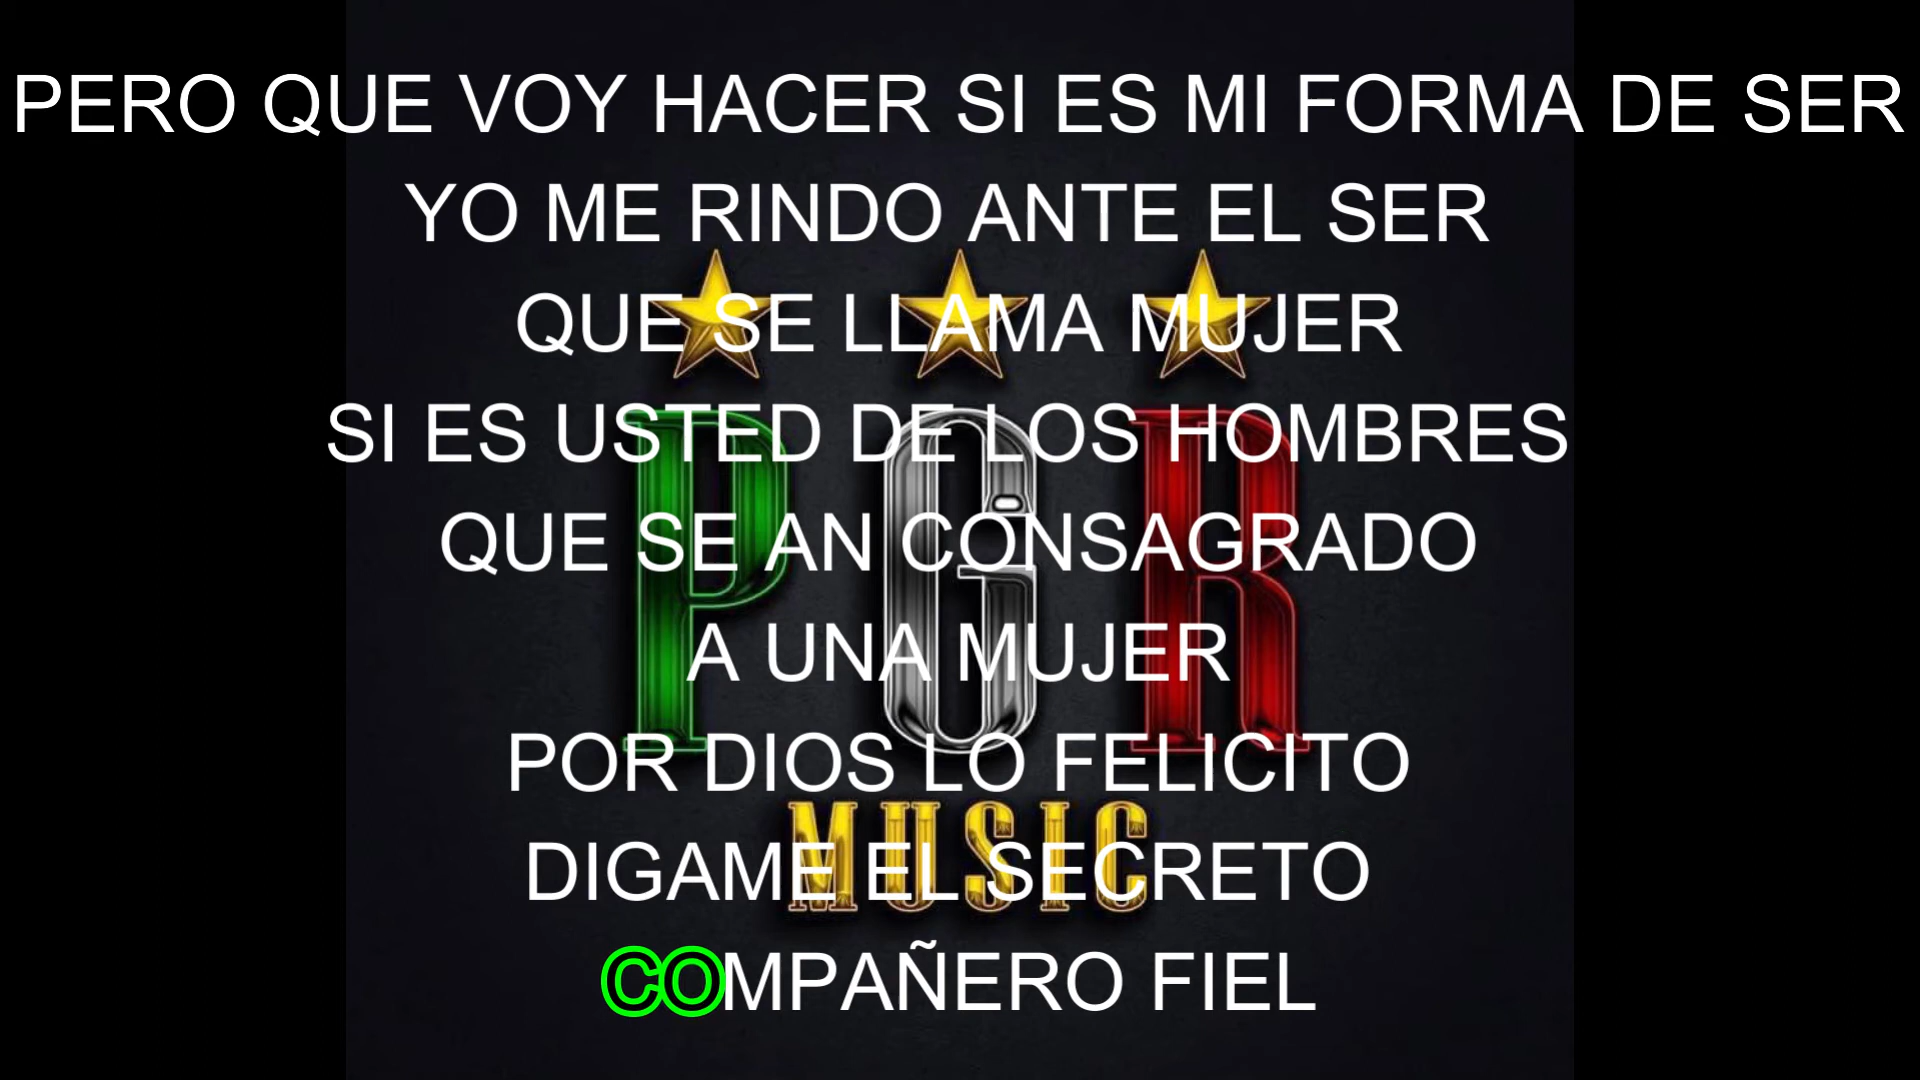 PERO QUE VOY HACER SI ES MI FORMA DE SER
YO ME RINDO ANTE EL SER
QUE SE LLAMA MUJER
SI ES USTED DE LOS HOMBRES
QUE SE AN CONSAGRADO
A UNA MUJER
POR DIOS LO FELICITO
DIGAME EL SECRETO
COMPAÑERO FIEL
PGR
MUSIC